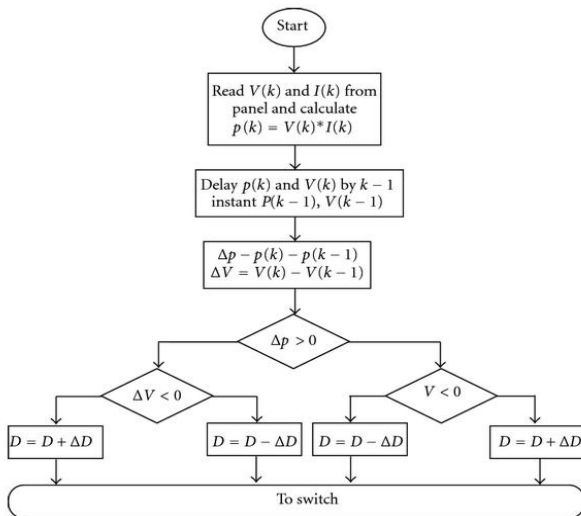 Start
Read V(k) and I(k) from
panel and calculate
p(k) = V(k)*I(k)
Delay p(k) and V(k) by k − 1
instant P(k − 1), V(k − 1)
Δp − p(k) − p(k − 1)
ΔV = V(k) − V(k − 1)
Δp > 0
ΔV < 0
V < 0
D = D + ΔD
D = D − ΔD
D = D − ΔD
D = D + ΔD
To switch